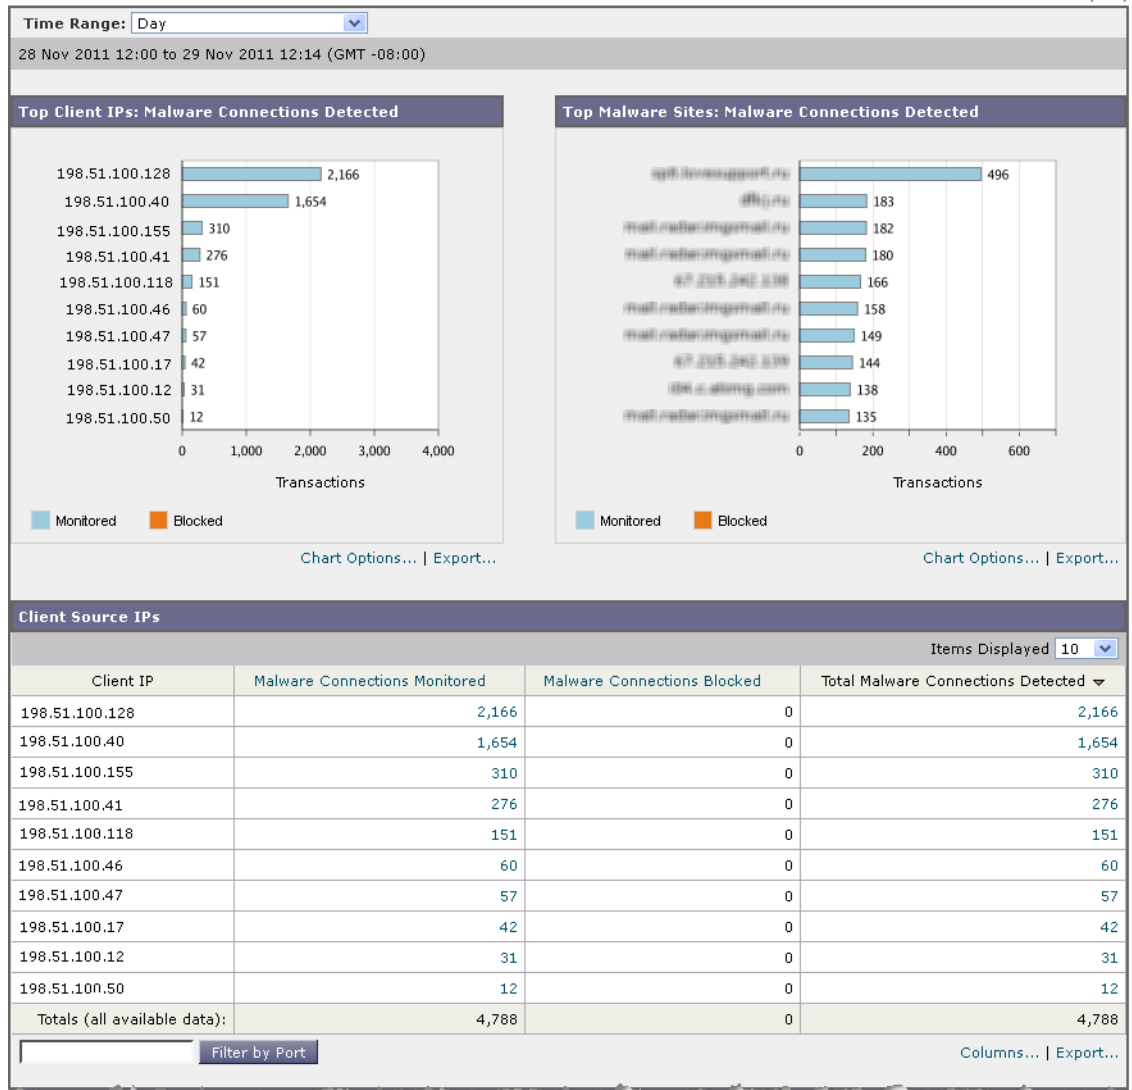 Time Range: Day
28 Nov 2011 12:00 to 29 Nov 2011 12:14 (GMT -08:00)
Top Client IPs: Malware Connections Detected
198.51.100.128 2,166
198.51.100.40 1,654
198.51.100.155 310
198.51.100.41 276
198.51.100.118 151
198.51.100.46 60
198.51.100.47 57
198.51.100.17 42
198.51.100.12 31
198.51.100.50 12
0 1,000 2,000 3,000 4,000
Transactions
Monitored Blocked
Chart Options... | Export...
Top Malware Sites: Malware Connections Detected
496
183
182
180
166
158
149
144
138
135
0 200 400 600
Transactions
Monitored Blocked
Chart Options... | Export...
Client Source IPs
Items Displayed 10
Client IP Malware Connections Monitored Malware Connections Blocked Total Malware Connections Detected
198.51.100.128 2,166 0 2,166
198.51.100.40 1,654 0 1,654
198.51.100.155 310 0 310
198.51.100.41 276 0 276
198.51.100.118 151 0 151
198.51.100.46 60 0 60
198.51.100.47 57 0 57
198.51.100.17 42 0 42
198.51.100.12 31 0 31
198.51.100.50 12 0 12
Totals (all available data): 4,788 0 4,788
Filter by Port
Columns... | Export...